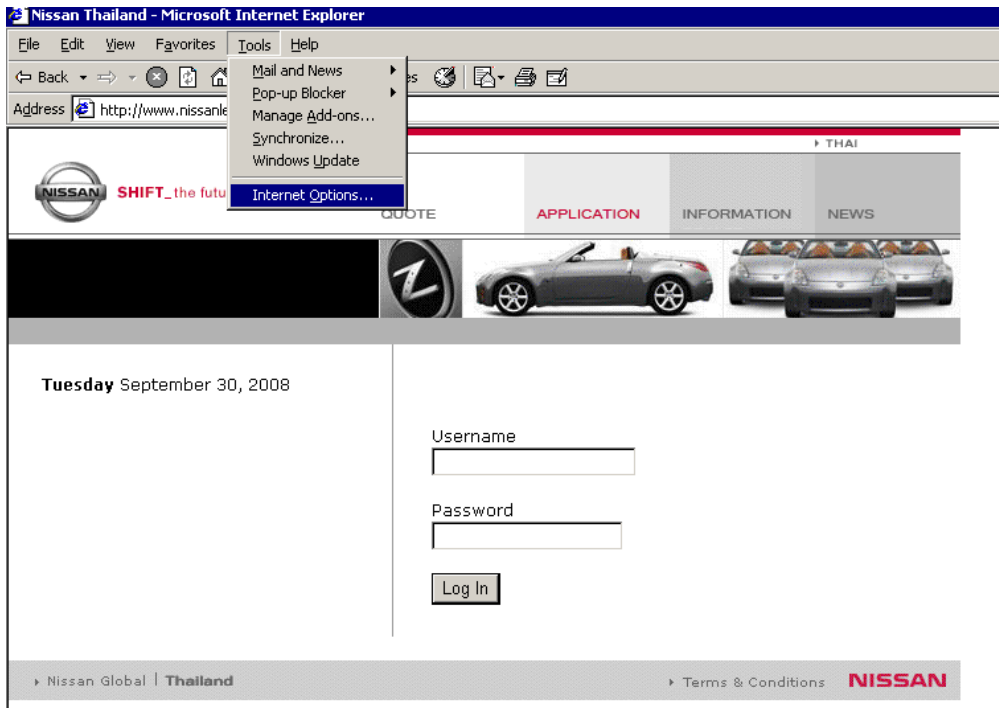 Nissan Thailand - Microsoft Internet Explorer
File Edit View Favorites Tools Help
Back
Mail and News
Pop-up Blocker
Manage Add-ons...
Synchronize...
Windows Update
Internet Options...
Address http://www.nissanle
THAI
NISSAN SHIFT_the futu
QUOTE APPLICATION INFORMATION NEWS
Z
Tuesday September 30, 2008
Username
Password
Log In
Nissan Global | Thailand
Terms & Conditions NISSAN